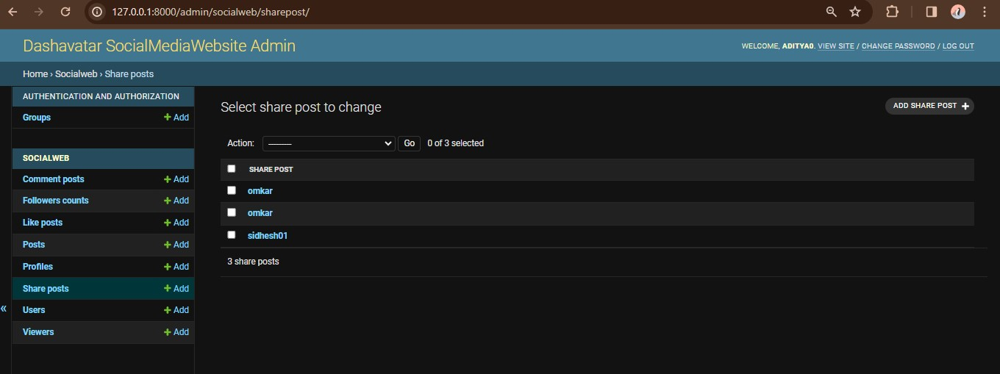 127.0.0.1:8000/admin/socialweb/sharepost/
Dashavatar SocialMediaWebsite Admin
WELCOME, ADITYA0. VIEW SITE / CHANGE PASSWORD / LOG OUT
Home › Socialweb › Share posts
AUTHENTICATION AND AUTHORIZATION
Groups + Add
SOCIALWEB
Comment posts + Add
Followers counts + Add
Like posts + Add
Posts + Add
Profiles + Add
Share posts + Add
Users + Add
Viewers + Add
«
Select share post to change
ADD SHARE POST +
Action: --------- Go 0 of 3 selected
SHARE POST
omkar
omkar
sidhesh01
3 share posts